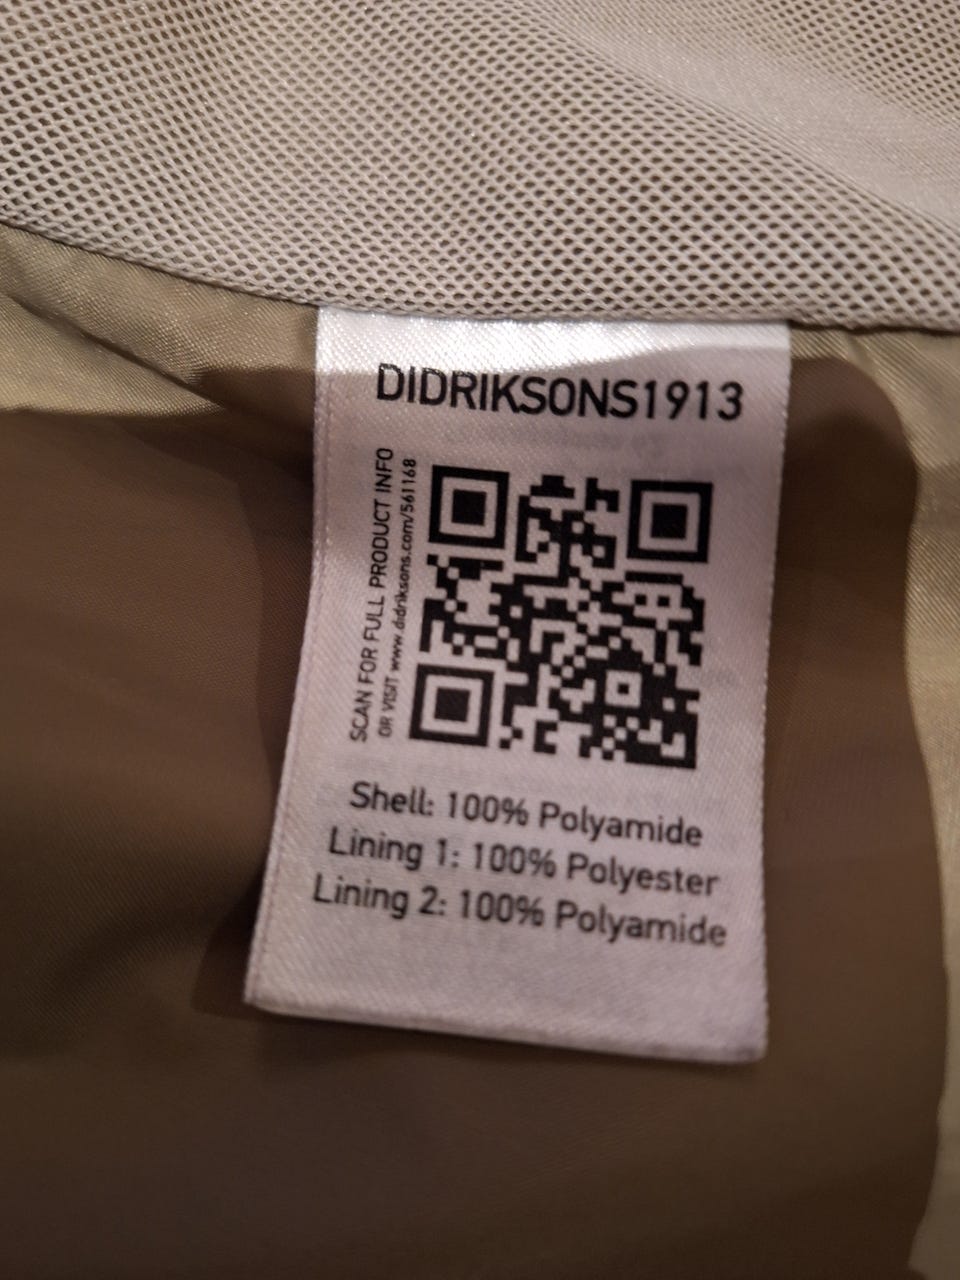 DIDRIKSONS1913
SCAN FOR FULL PRODUCT INFO
OR VISIT www.didriksons.com/561168
Shell: 100% Polyamide
Lining 1: 100% Polyester
Lining 2: 100% Polyamide